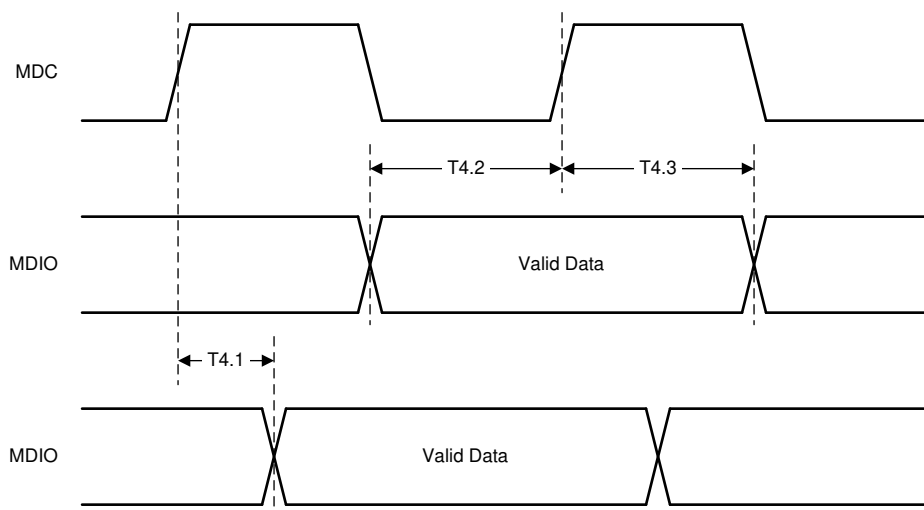 MDC
T4.2
T4.3
MDIO
Valid Data
T4.1
MDIO
Valid Data